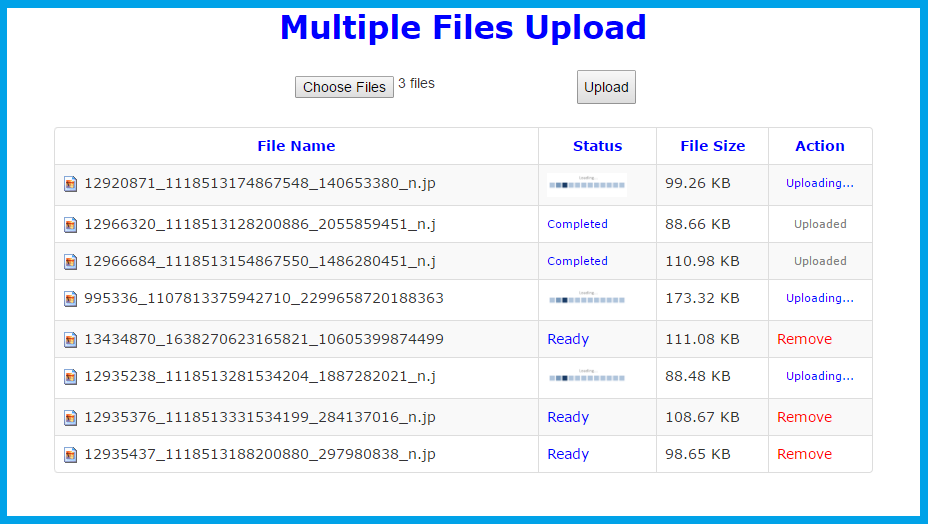 Multiple Files Upload
Choose Files 3 files Upload
File Name Status File Size Action
12920871_1118513174867548_140653380_n.jp Loading... 99.26 KB Uploading...
12966320_1118513128200886_2055859451_n.j Completed 88.66 KB Uploaded
12966684_1118513154867550_1486280451_n.j Completed 110.98 KB Uploaded
995336_1107813375942710_2299658720188363 Loading... 173.32 KB Uploading...
13434870_1638270623165821_10605399874499 Ready 111.08 KB Remove
12935238_1118513281534204_1887282021_n.j Loading... 88.48 KB Uploading...
12935376_1118513331534199_284137016_n.jp Ready 108.67 KB Remove
12935437_1118513188200880_297980838_n.jp Ready 98.65 KB Remove